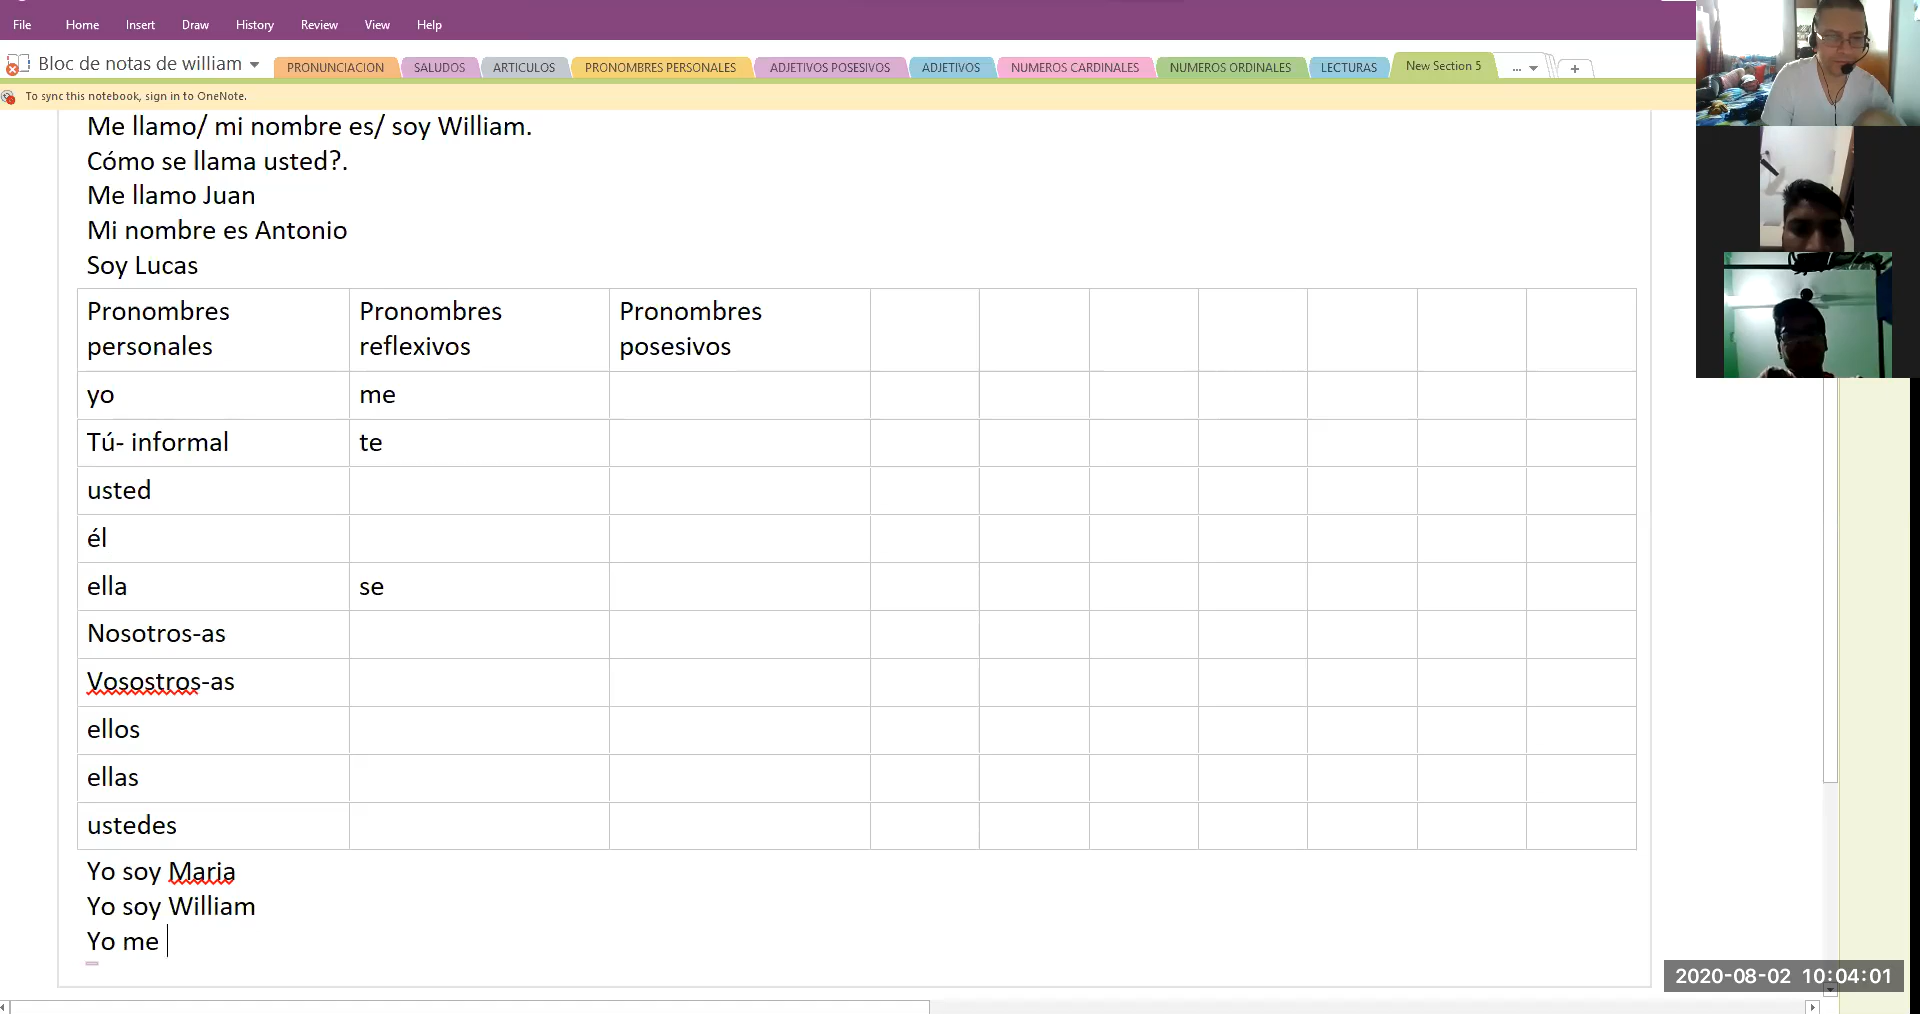 File Home Insert Draw History Review View Help
Bloc de notas de william PRONUNCIACION SALUDOS ARTICULOS PRONOMBRES PERSONALES ADJETIVOS POSESIVOS ADJETIVOS NUMEROS CARDINALES NUMEROS ORDINALES LECTURAS New Section 5 ... +
To sync this notebook, sign in to OneNote.
Me llamo/ mi nombre es/ soy William.
Cómo se llama usted?.
Me llamo Juan
Mi nombre es Antonio
Soy Lucas
Pronombres personales Pronombres reflexivos Pronombres posesivos
yo me
Tú- informal te
usted
él
ella se
Nosotros-as
Vosostros-as
ellos
ellas
ustedes
Yo soy Maria
Yo soy William
Yo me
2020-08-02 10:04:01